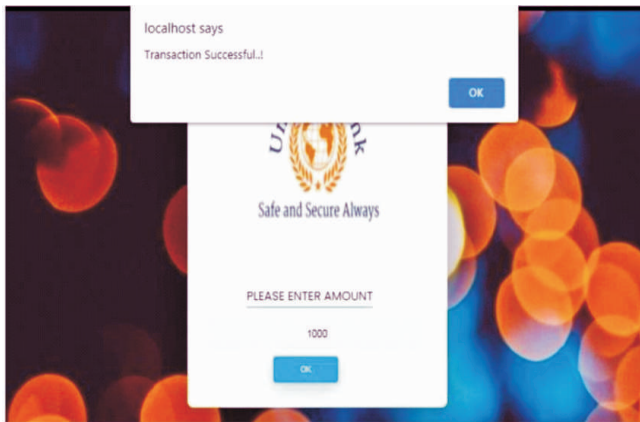 localhost says
Transaction Successful..!
OK
Safe and Secure Always
PLEASE ENTER AMOUNT
1000
OK